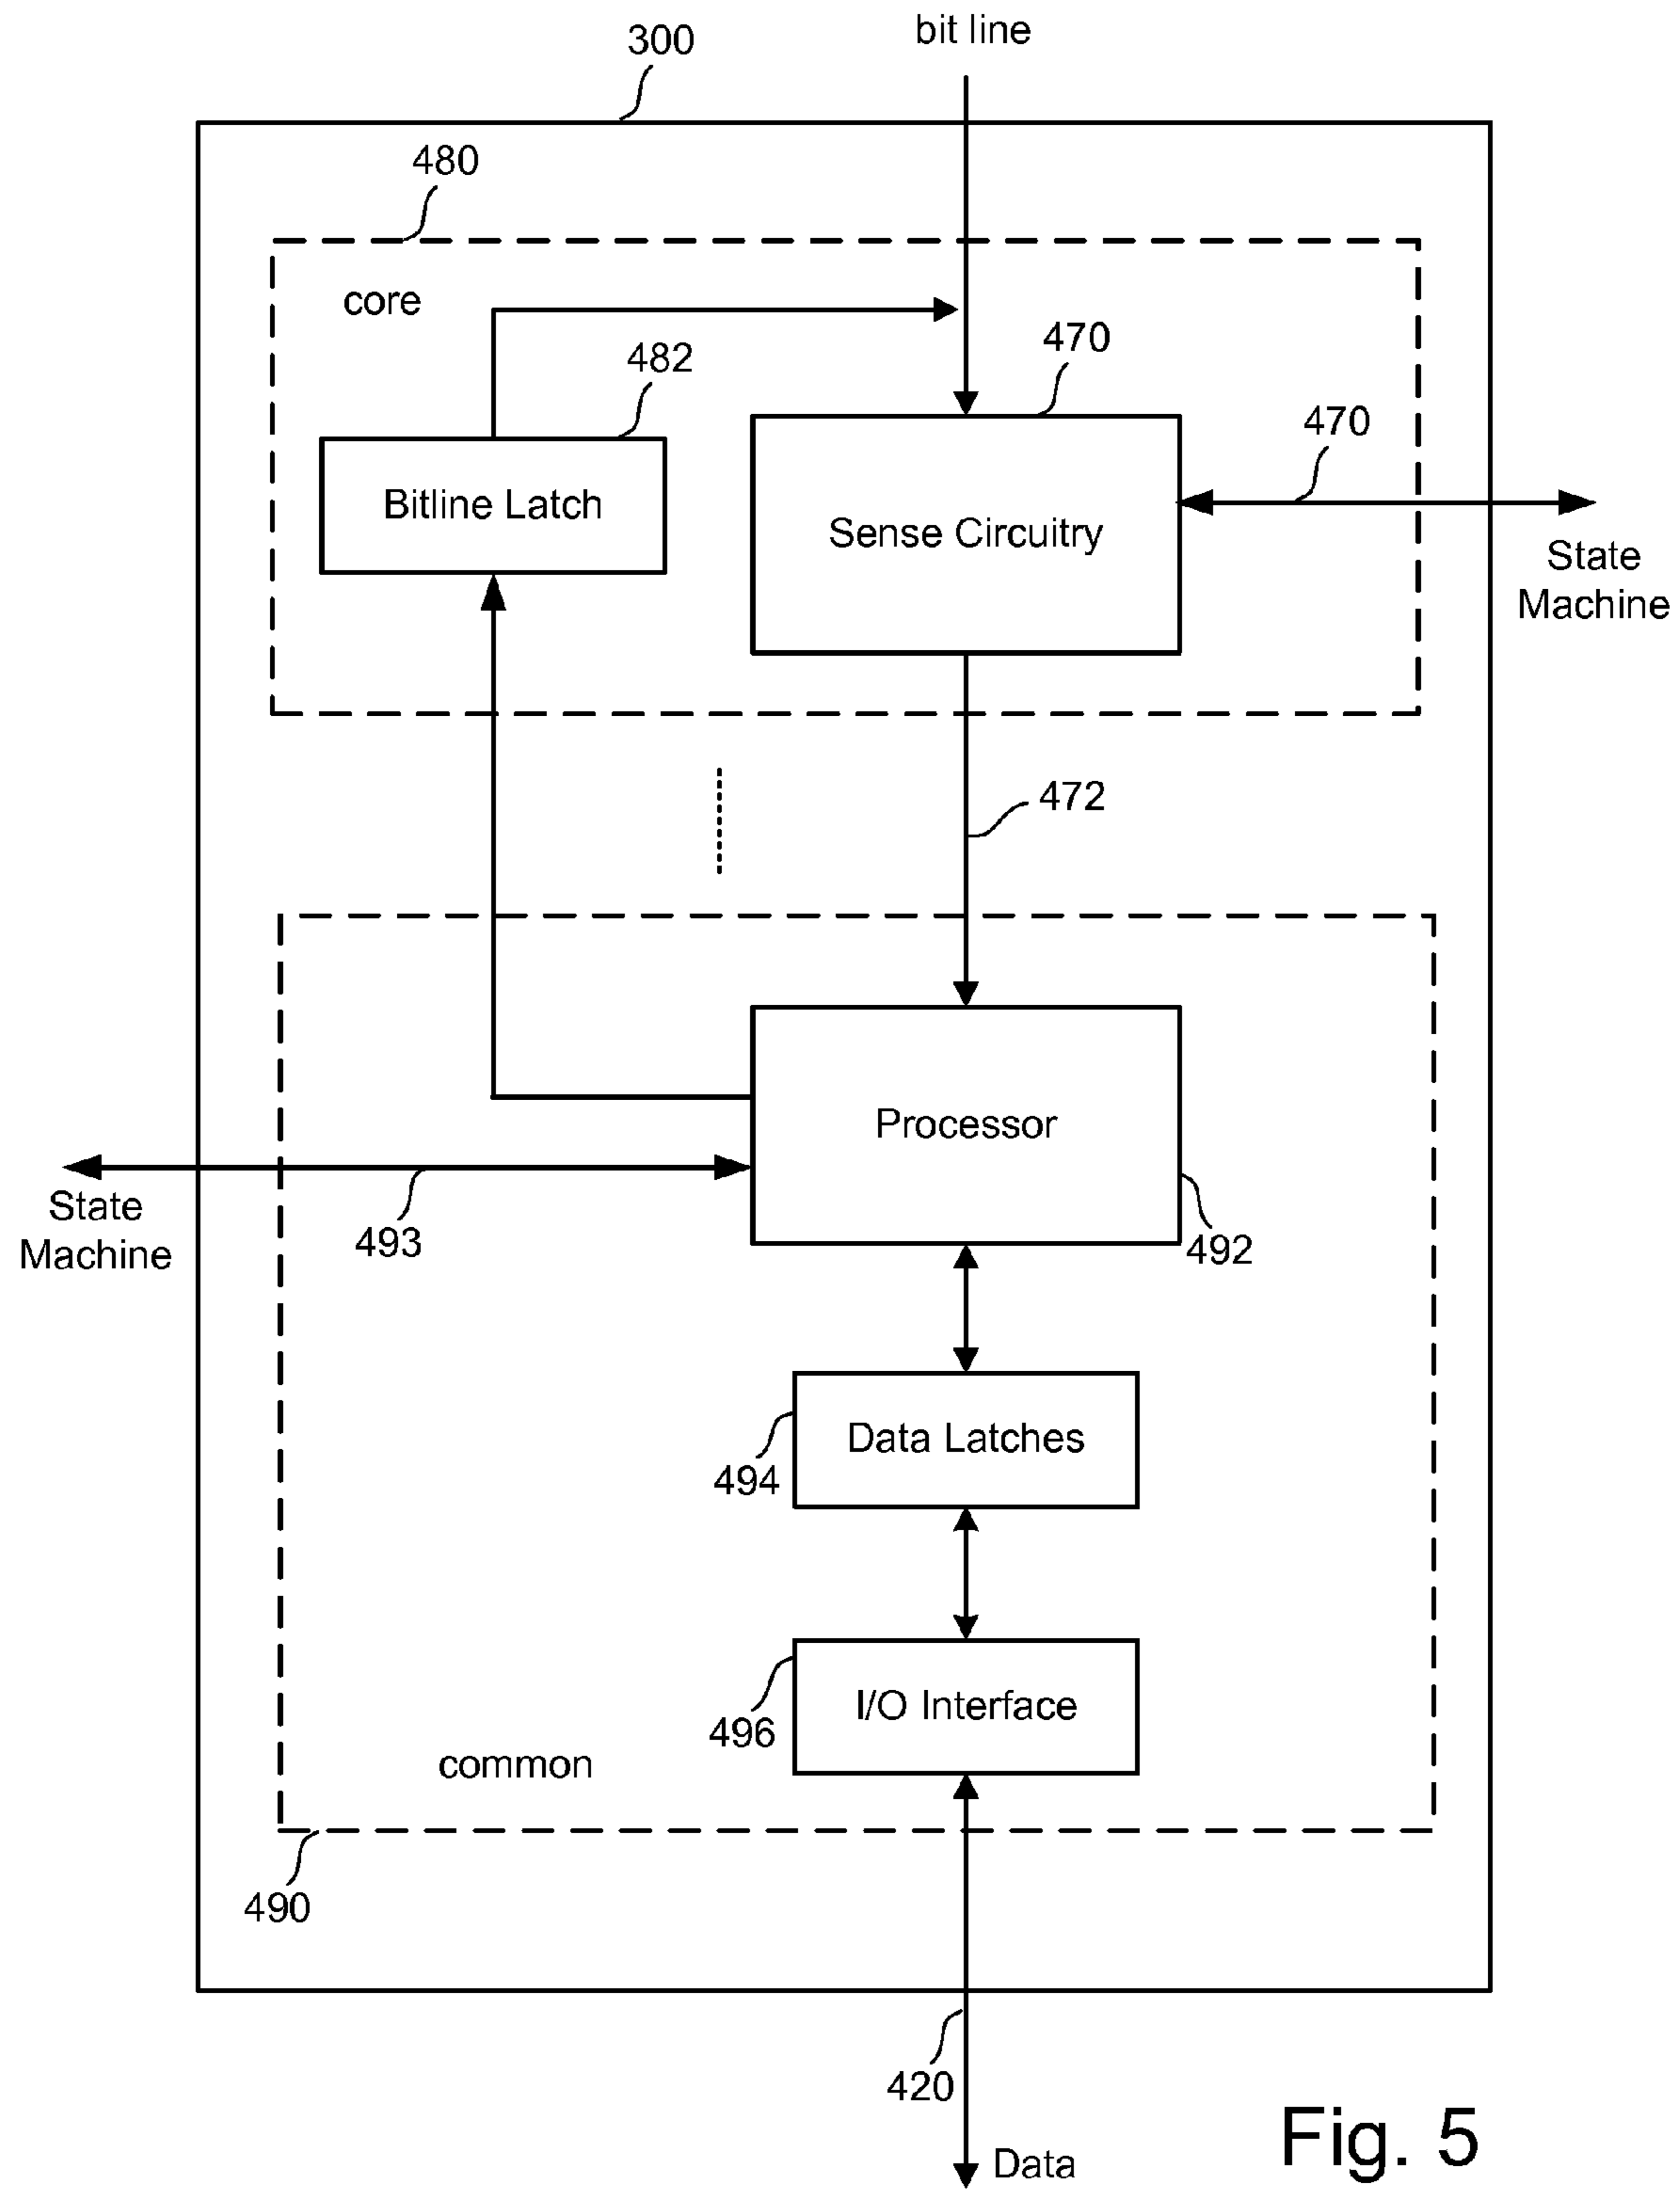 bit line
300
480
core
482
470
470
Bitline Latch
Sense Circuitry
State
Machine
472
Processor
State
Machine
493
492
Data Latches
494
I/O Interface
496
common
490
420
Data
Fig. 5